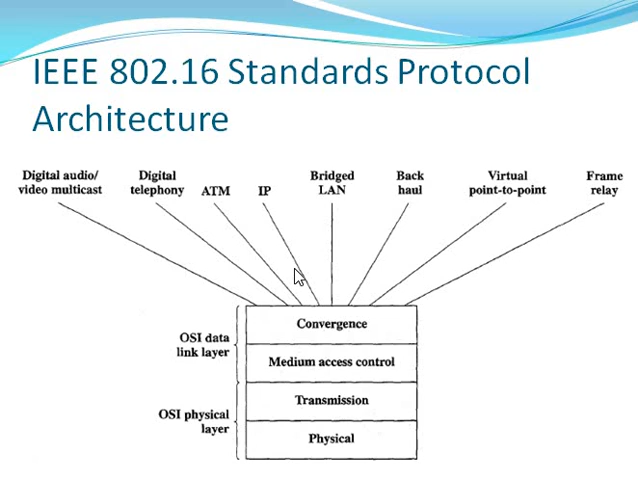 IEEE 802.16 Standards Protocol
Architecture
Digital audio/
video multicast
Digital
telephony
ATM
IP
Bridged
LAN
Back
haul
Virtual
point-to-point
Frame
relay
OSI data
link layer
Convergence
Medium access control
OSI physical
layer
Transmission
Physical